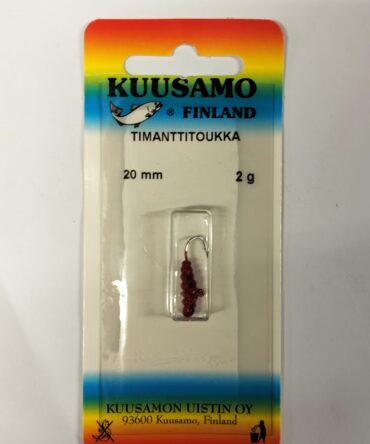 KUUSAMO
® FINLAND
TIMANTTITOUKKA
20 mm 2 g
KUUSAMON UISTIN OY
93600 Kuusamo, Finland